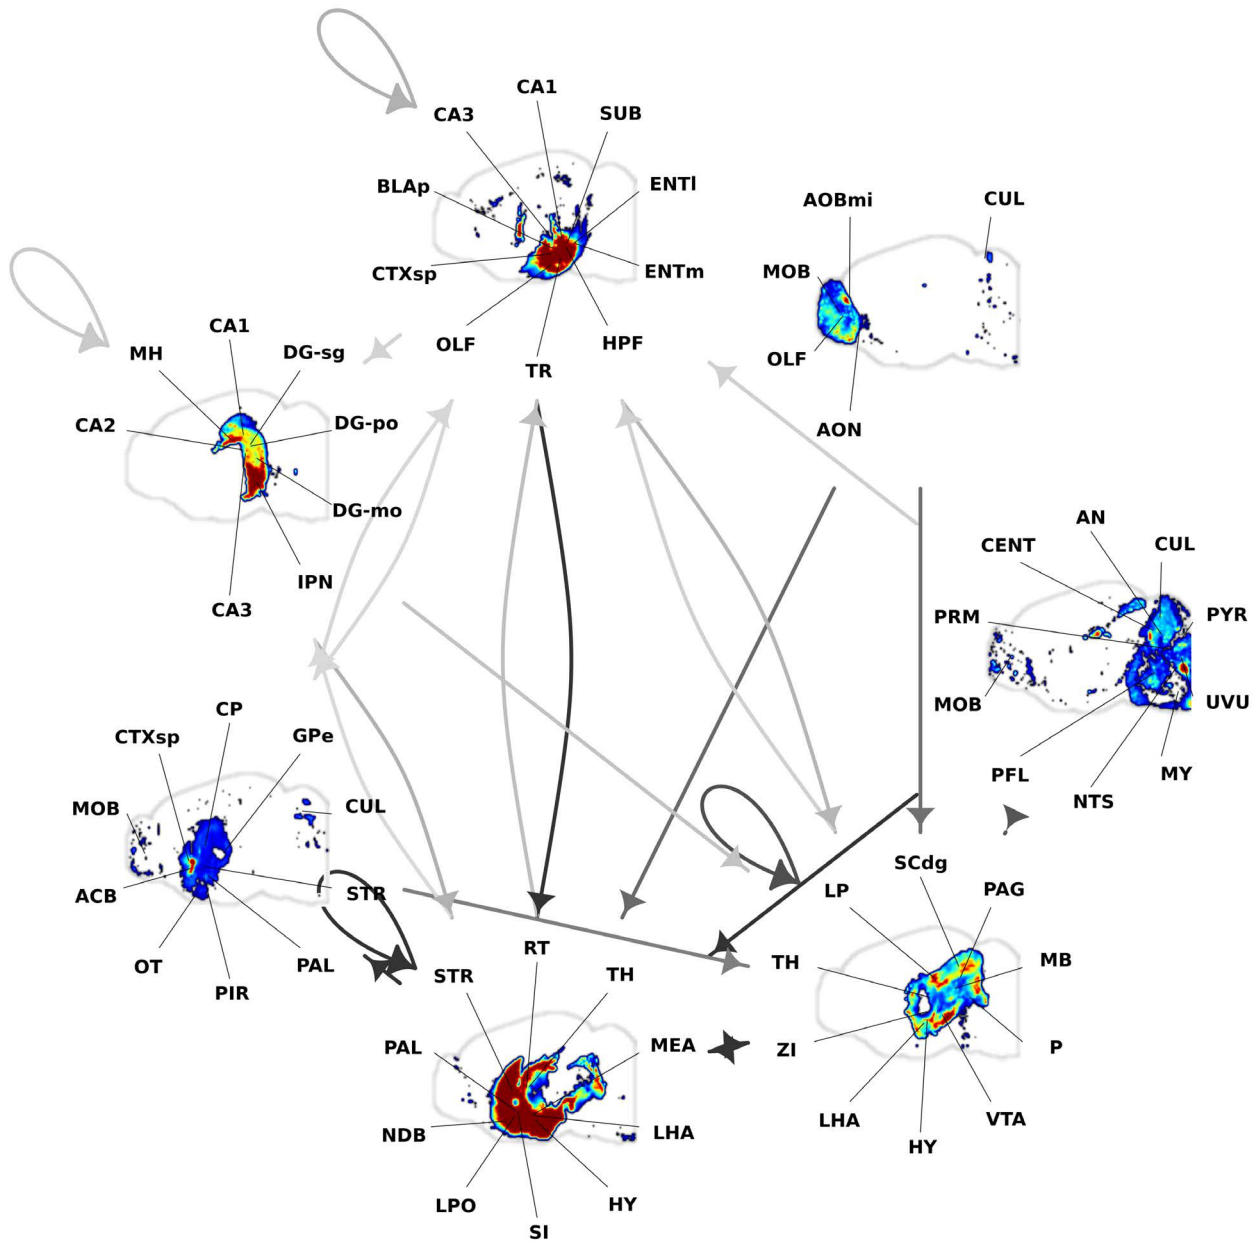 CA1
CA3
SUB
BLAp
ENTl
CTXsp
ENTm
OLF
HPF
TR
AOBmi
CUL
MOB
OLF
AON
CA1
MH
DG-sg
CA2
DG-po
DG-mo
IPN
CA3
AN
CENT
CUL
PRM
PYR
MOB
UVU
PFL
MY
NTS
CP
CTXsp
GPe
MOB
CUL
ACB
STR
OT
PAL
PIR
RT
STR
TH
PAL
MEA
NDB
LHA
LPO
HY
SI
SCdg
LP
PAG
TH
MB
ZI
P
LHA
VTA
HY